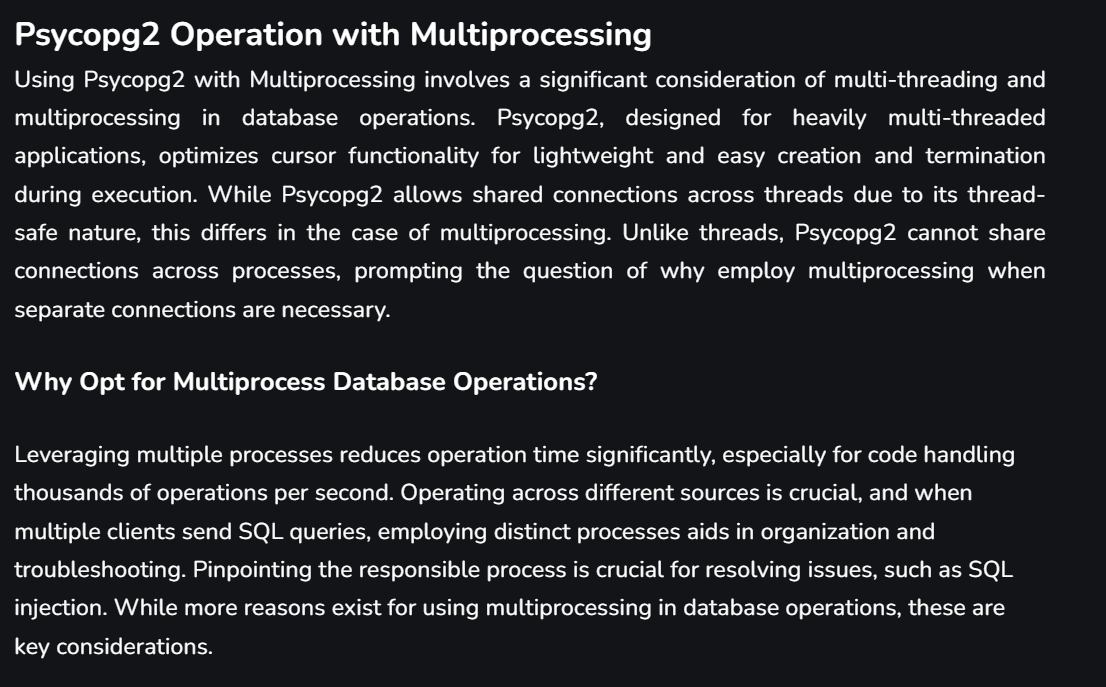 Psycopg2 Operation with Multiprocessing
Using Psycopg2 with Multiprocessing involves a significant consideration of multi-threading and
multiprocessing in database operations. Psycopg2, designed for heavily multi-threaded
applications, optimizes cursor functionality for lightweight and easy creation and termination
during execution. While Psycopg2 allows shared connections across threads due to its thread-
safe nature, this differs in the case of multiprocessing. Unlike threads, Psycopg2 cannot share
connections across processes, prompting the question of why employ multiprocessing when
separate connections are necessary.
Why Opt for Multiprocess Database Operations?
Leveraging multiple processes reduces operation time significantly, especially for code handling
thousands of operations per second. Operating across different sources is crucial, and when
multiple clients send SQL queries, employing distinct processes aids in organization and
troubleshooting. Pinpointing the responsible process is crucial for resolving issues, such as SQL
injection. While more reasons exist for using multiprocessing in database operations, these are
key considerations.